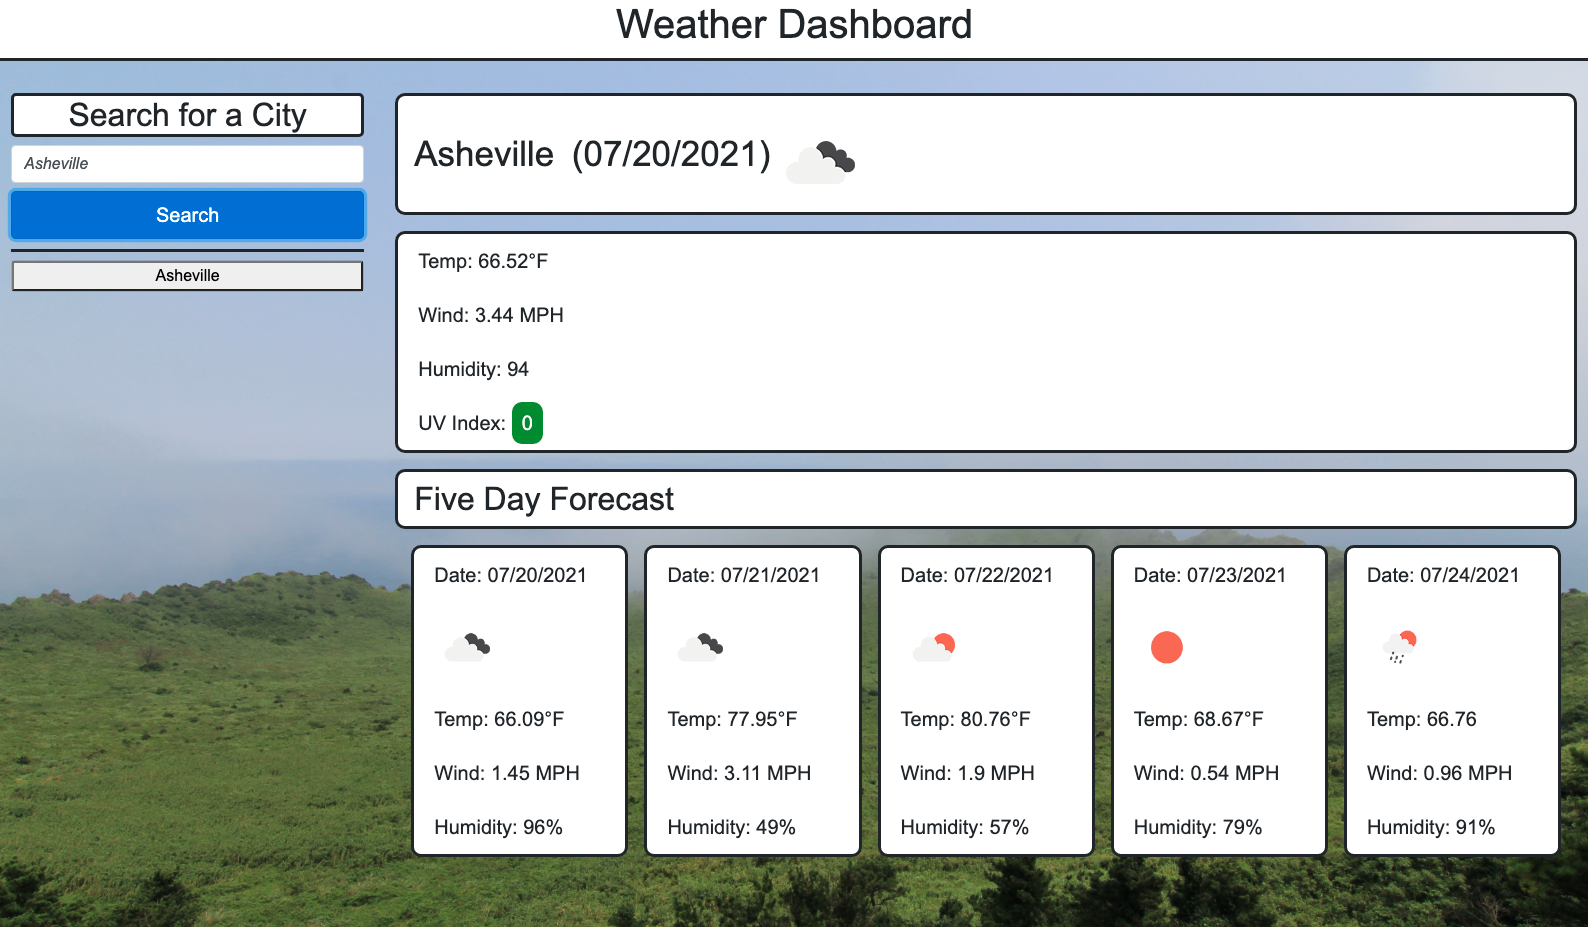 Weather Dashboard
Search for a City
Asheville
Search
Asheville
Asheville (07/20/2021)
Temp: 66.52°F
Wind: 3.44 MPH
Humidity: 94
UV Index: 0
Five Day Forecast
Date: 07/20/2021
Temp: 66.09°F
Wind: 1.45 MPH
Humidity: 96%
Date: 07/21/2021
Temp: 77.95°F
Wind: 3.11 MPH
Humidity: 49%
Date: 07/22/2021
Temp: 80.76°F
Wind: 1.9 MPH
Humidity: 57%
Date: 07/23/2021
Temp: 68.67°F
Wind: 0.54 MPH
Humidity: 79%
Date: 07/24/2021
Temp: 66.76
Wind: 0.96 MPH
Humidity: 91%